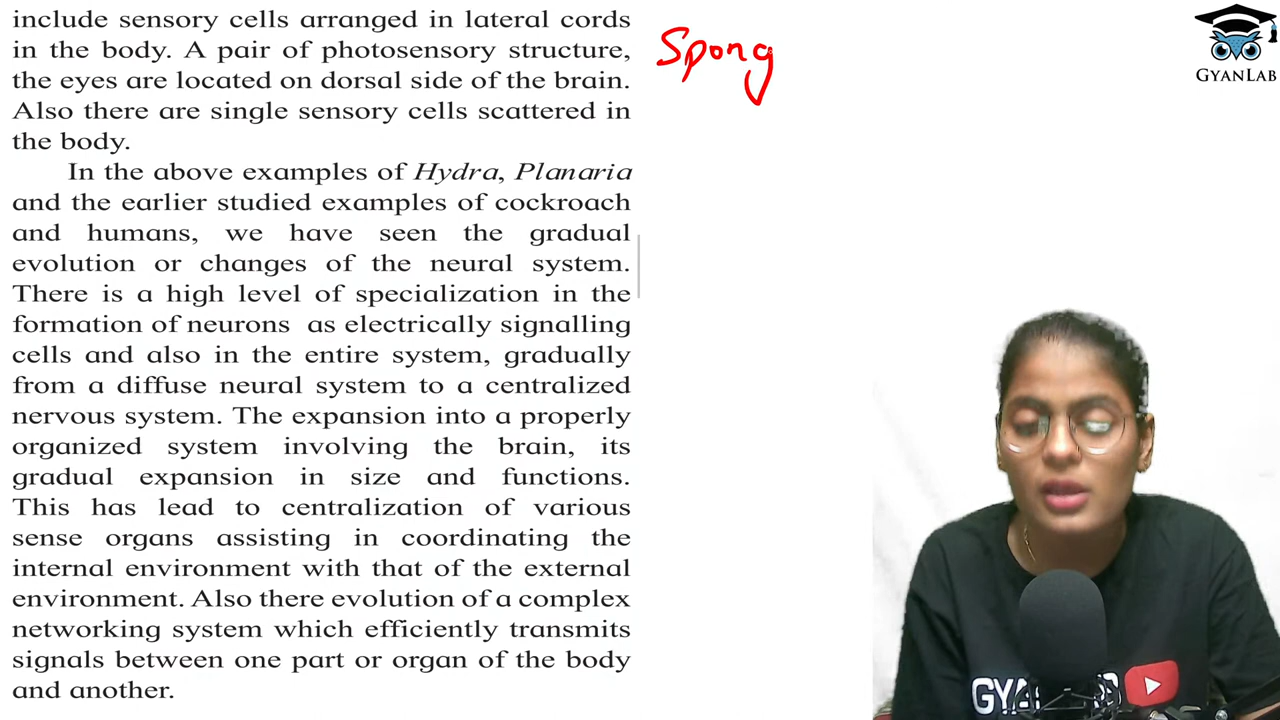 include sensory cells arranged in lateral cords
in the body. A pair of photosensory structure,
the eyes are located on dorsal side of the brain.
Also there are single sensory cells scattered in
the body.
In the above examples of Hydra, Planaria
and the earlier studied examples of cockroach
and humans, we have seen the gradual
evolution or changes of the neural system.
There is a high level of specialization in the
formation of neurons as electrically signalling
cells and also in the entire system, gradually
from a diffuse neural system to a centralized
nervous system. The expansion into a properly
organized system involving the brain, its
gradual expansion in size and functions.
This has lead to centralization of various
sense organs assisting in coordinating the
internal environment with that of the external
environment. Also there evolution of a complex
networking system which efficiently transmits
signals between one part or organ of the body
and another.
Spong
GYANLAB